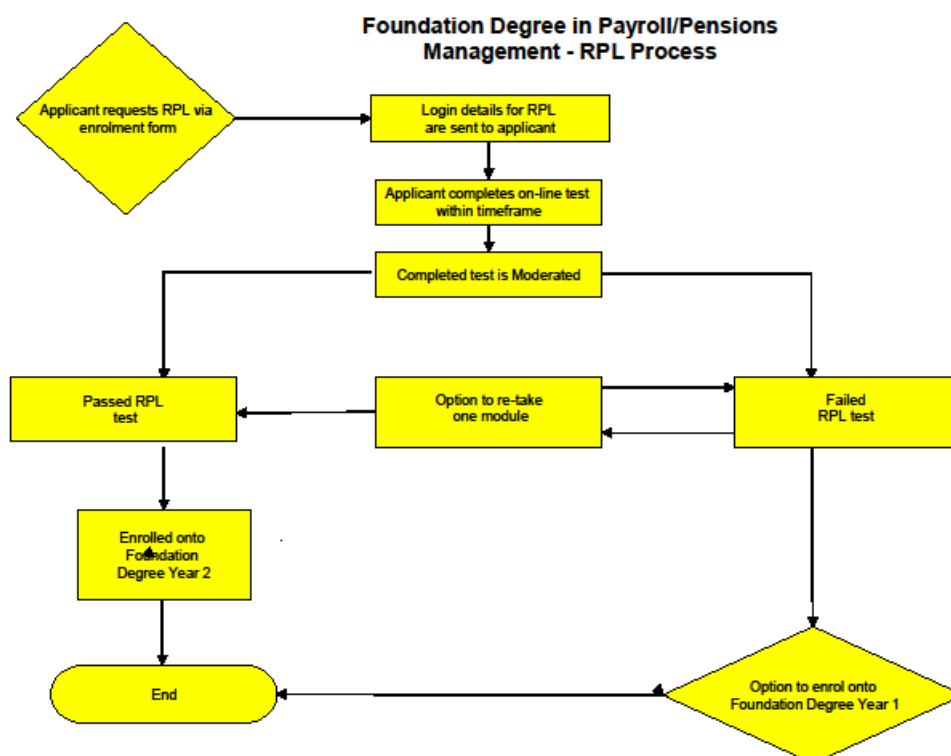 Foundation Degree in Payroll/Pensions
Management - RPL Process
Applicant requests RPL via
enrolment form
Login details for RPL
are sent to applicant
Applicant completes on-line test
within timeframe
Completed test is Moderated
Passed RPL
test
Option to re-take
one module
Failed
RPL test
Enrolled onto
Foundation
Degree Year 2
End
Option to enrol onto
Foundation Degree Year 1